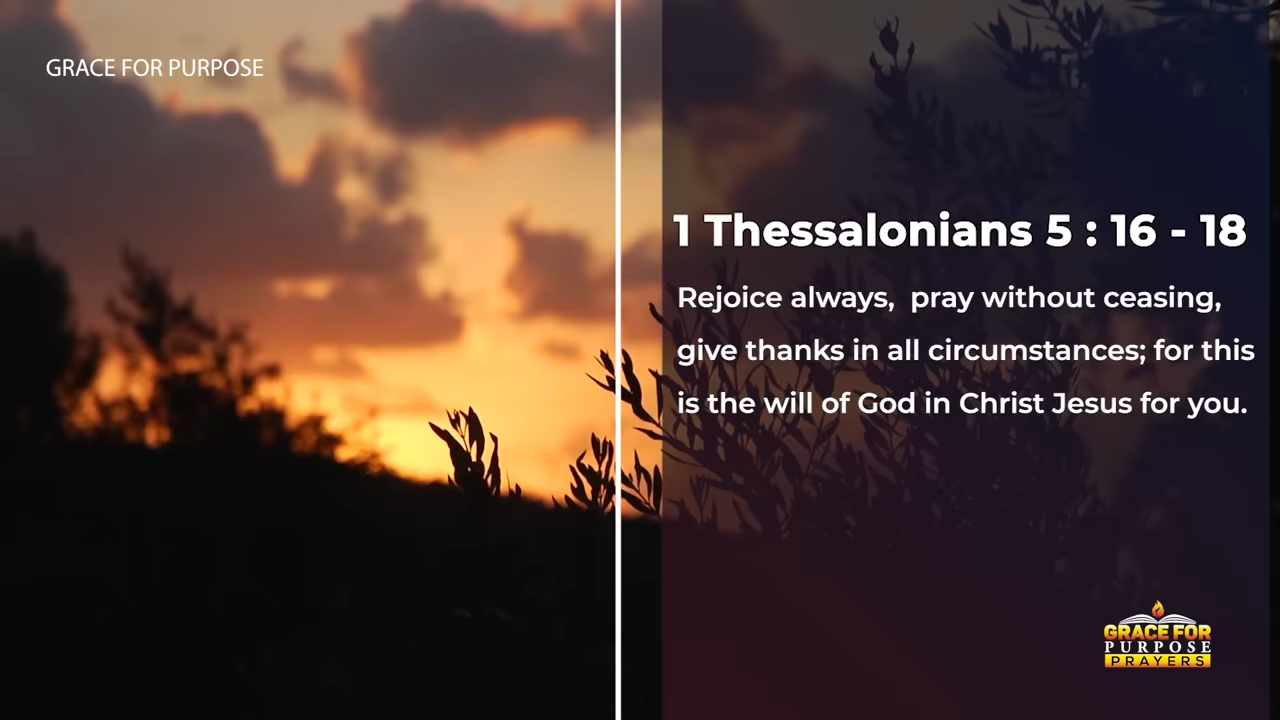 GRACE FOR PURPOSE
1 Thessalonians 5 : 16 - 18
Rejoice always,  pray without ceasing,
give thanks in all circumstances; for this
is the will of God in Christ Jesus for you.
GRACE FOR
PURPOSE
PRAYERS